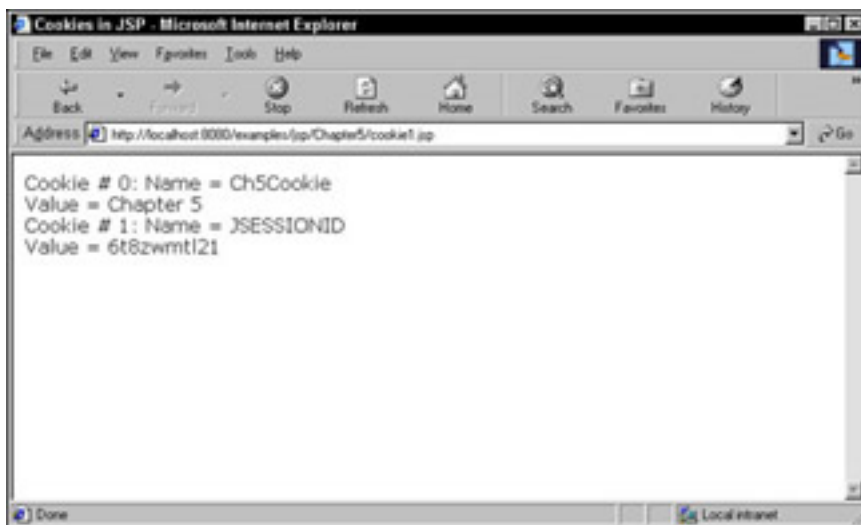 Cookies in JSP - Microsoft Internet Explorer
File Edit View Favorites Tools Help
Back Forward Stop Refresh Home Search Favorites History
Address http://localhost:8080/examples/jsp/Chapter5/cookie1.jsp Go
Cookie # 0: Name = Ch5Cookie
Value = Chapter 5
Cookie # 1: Name = JSESSIONID
Value = 6t8zwmtl21
Done Local intranet